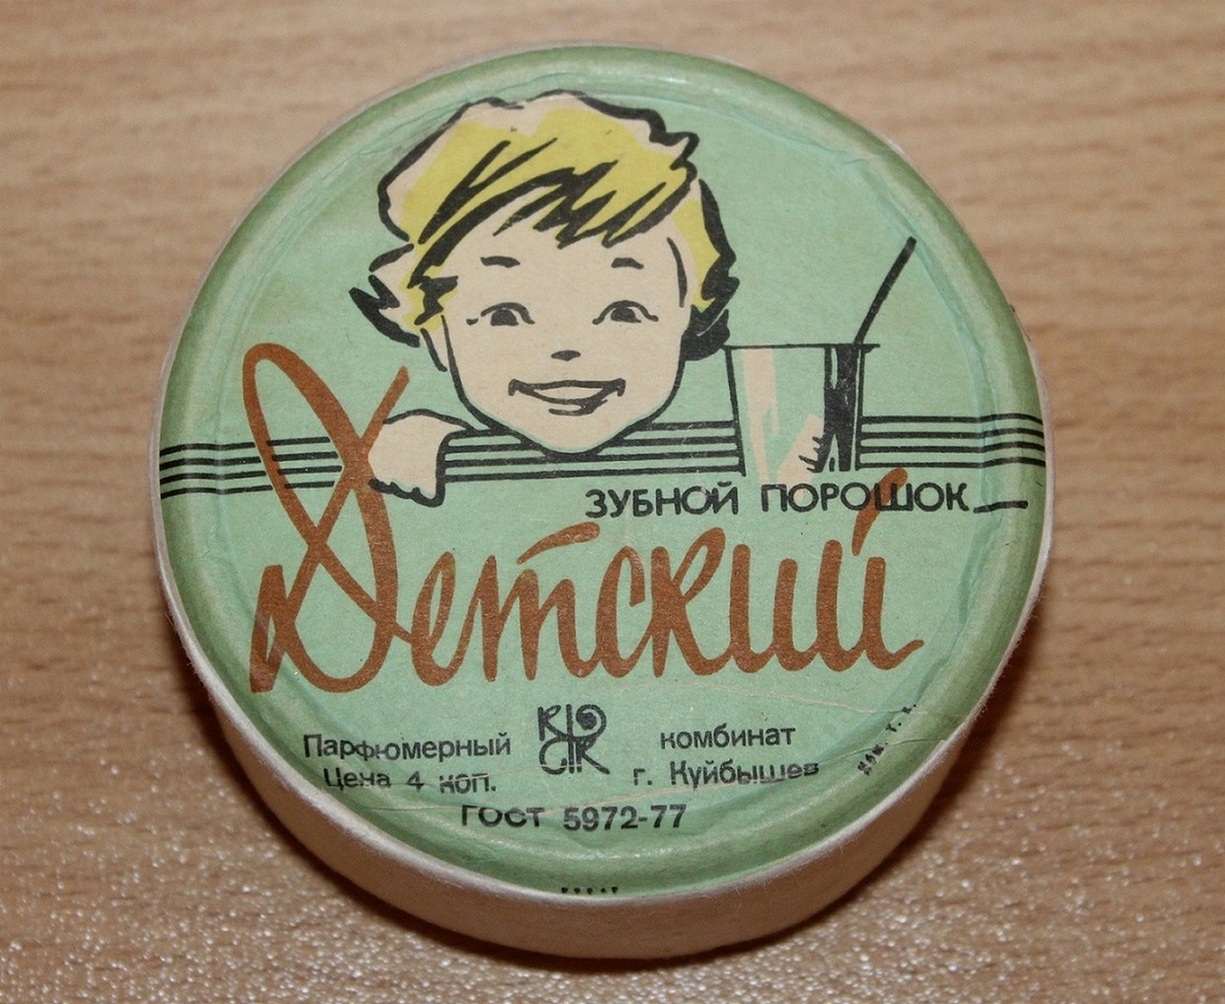 ЗУБНОЙ ПОРОШОК
Детский
Парфюмерный комбинат
Цена 4 коп. г. Куйбышев
ГОСТ 5972-77